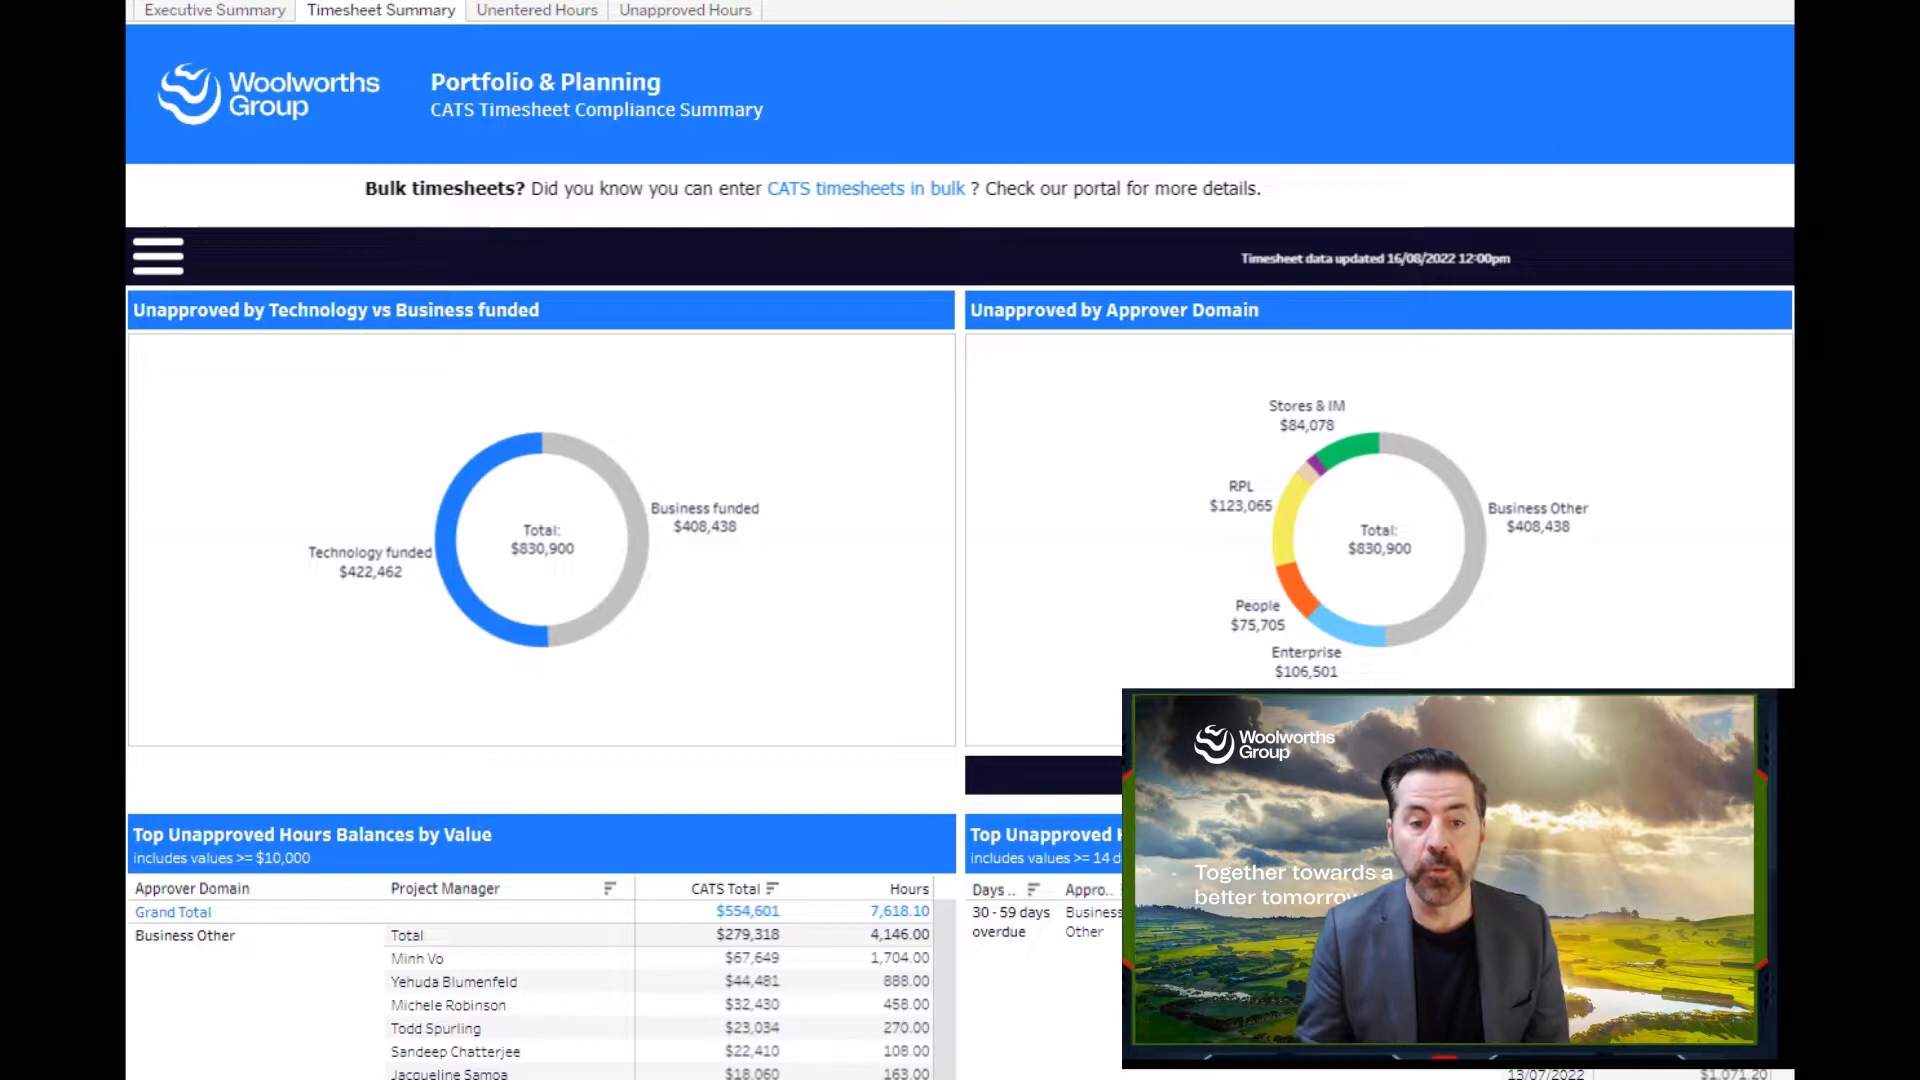 Executive Summary
Timesheet Summary
Unentered Hours
Unapproved Hours
Woolworths
Group
Portfolio & Planning
CATS Timesheet Compliance Summary
Bulk timesheets? Did you know you can enter CATS timesheets in bulk ? Check our portal for more details.
Timesheet data updated 16/08/2022 12:00pm
Unapproved by Technology vs Business funded
Business funded
$408,438
Total:
$830,900
Technology funded
$422,462
Unapproved by Approver Domain
Stores & IM
$84,078
RPL
$123,065
Business Other
$408,438
Total:
$830,900
People
$75,705
Enterprise
$106,501
Top Unapproved Hours Balances by Value
includes values >= $10,000
Approver Domain Project Manager CATS Total Hours
Grand Total $554,601 7,618.10
Business Other Total $279,318 4,146.00
Minh Vo $67,649 1,704.00
Yehuda Blumenfeld $44,481 888.00
Michele Robinson $32,430 458.00
Todd Spurling $23,034 270.00
Sandeep Chatterjee $22,410 108.00
Jacqueline Samoa $18,060 163.00
Top Unapproved
includes values >= 14 d
Days .. Appro..
30 - 59 days Business
overdue Other
Woolworths
Group
Together towards a
better tomorrow
13/07/2022 $1,071.20